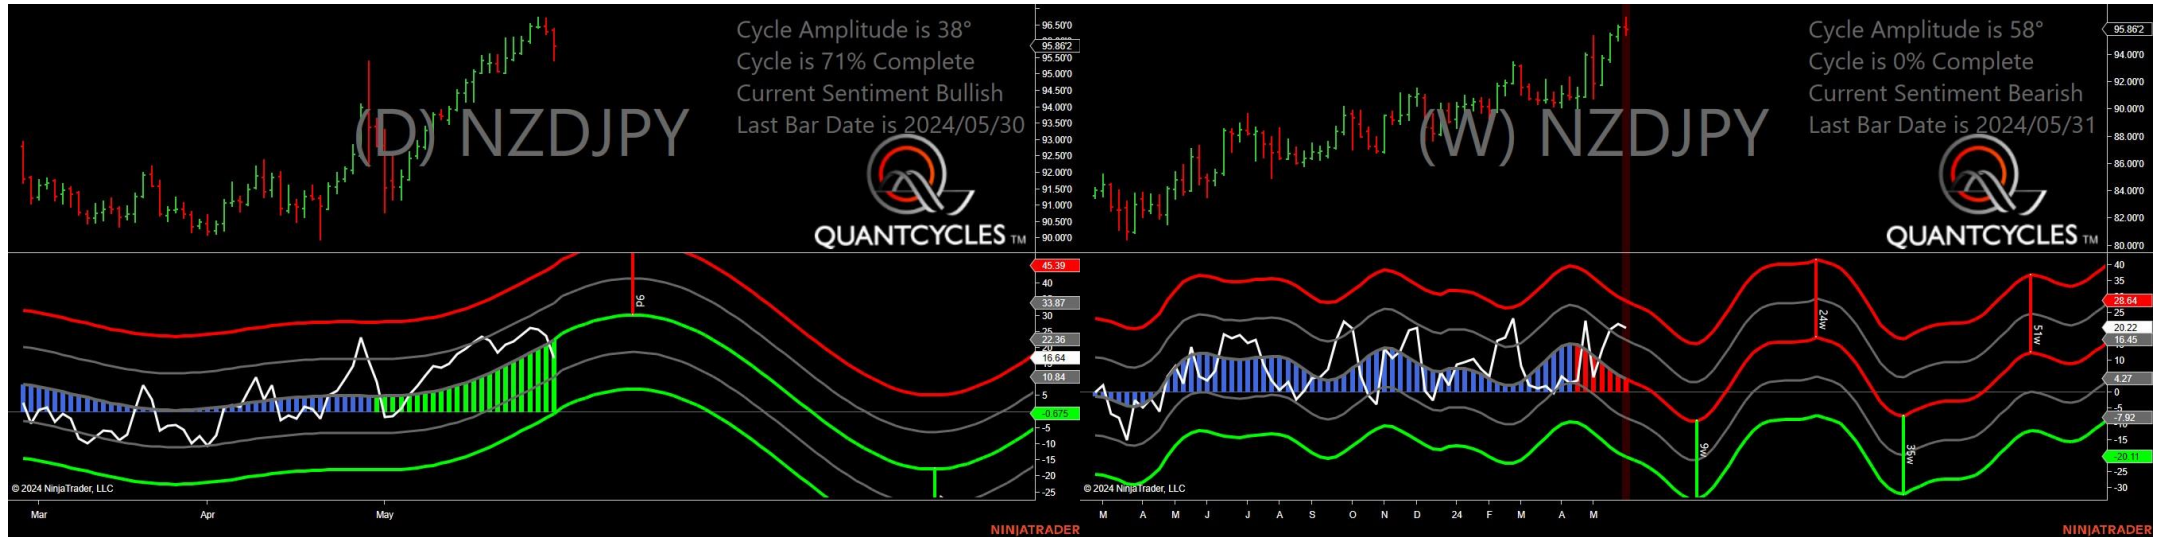 Cycle Amplitude is 38°
Cycle is 71% Complete
Current Sentiment Bullish
Last Bar Date is 2024/05/30
(D) NZDJPY
QUANTCYCLES TM
96.50'0
95.86'2
95.50'0
95.00'0
94.50'0
94.00'0
93.50'0
93.00'0
92.50'0
92.00'0
91.50'0
91.00'0
90.50'0
90.00'0
45.39
40
33.87
30
25
22.36
16.64
10.84
5
-0.675
-5
-10
-15
-20
-25
9d
© 2024 NinjaTrader, LLC
Mar Apr May
NINJATRADER
Cycle Amplitude is 58°
Cycle is 0% Complete
Current Sentiment Bearish
Last Bar Date is 2024/05/31
(W) NZDJPY
QUANTCYCLES TM
95.86'2
94.00'0
92.00'0
90.00'0
88.00'0
86.00'0
84.00'0
82.00'0
80.00'0
40
35
28.64
25
20.22
16.45
10
4.27
0
-5
-7.92
-15
-20.11
-25
-30
9w
24w
35w
51w
© 2024 NinjaTrader, LLC
M A M J J A S O N D 24 F M A M
NINJATRADER